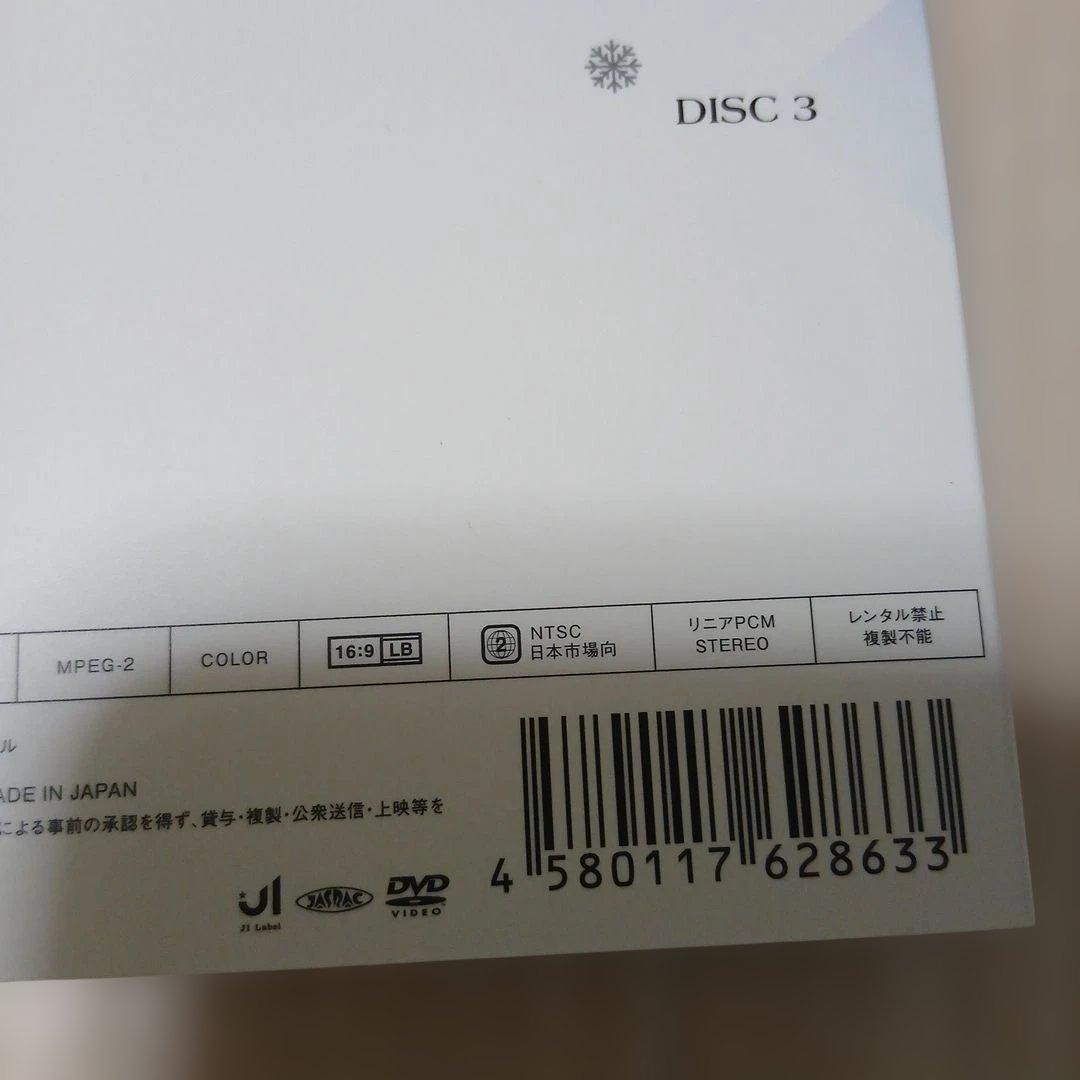 DISC 3
MPEG-2
COLOR
16:9 LB
2
NTSC
日本市場向
リニアPCM
STEREO
レンタル禁止
複製不能
ル
ADE IN JAPAN
による事前の承認を得ず、貸与・複製・公衆送信・上映等を
J1
J1 Label
JASRAC
DVD
VIDEO
4 580117 628633